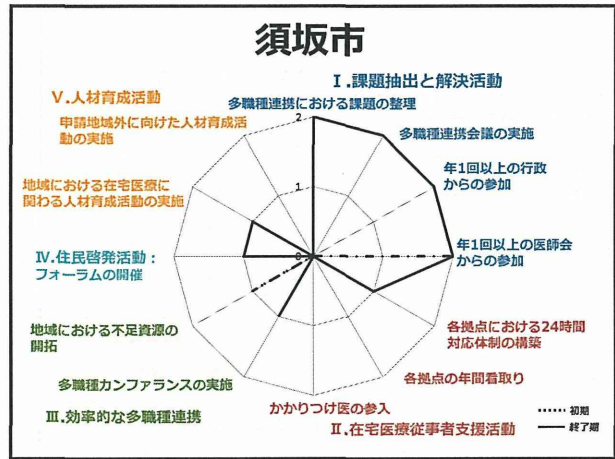 須坂市
Ⅰ.課題抽出と解決活動
多職種連携における課題の整理
多職種連携会議の実施
年1回以上の行政
からの参加
年1回以上の医師会
からの参加
各拠点における24時間
対応体制の構築
各拠点の年間看取り
かかりつけ医の参入
Ⅱ.在宅医療従事者支援活動
多職種カンファランスの実施
Ⅲ.効率的な多職種連携
地域における不足資源の
開拓
Ⅳ.住民啓発活動：
フォーラムの開催
地域における在宅医療に
関わる人材育成活動の実施
Ⅴ.人材育成活動
申請地域外に向けた人材育成活
動の実施
2
1
0
初期
終了期